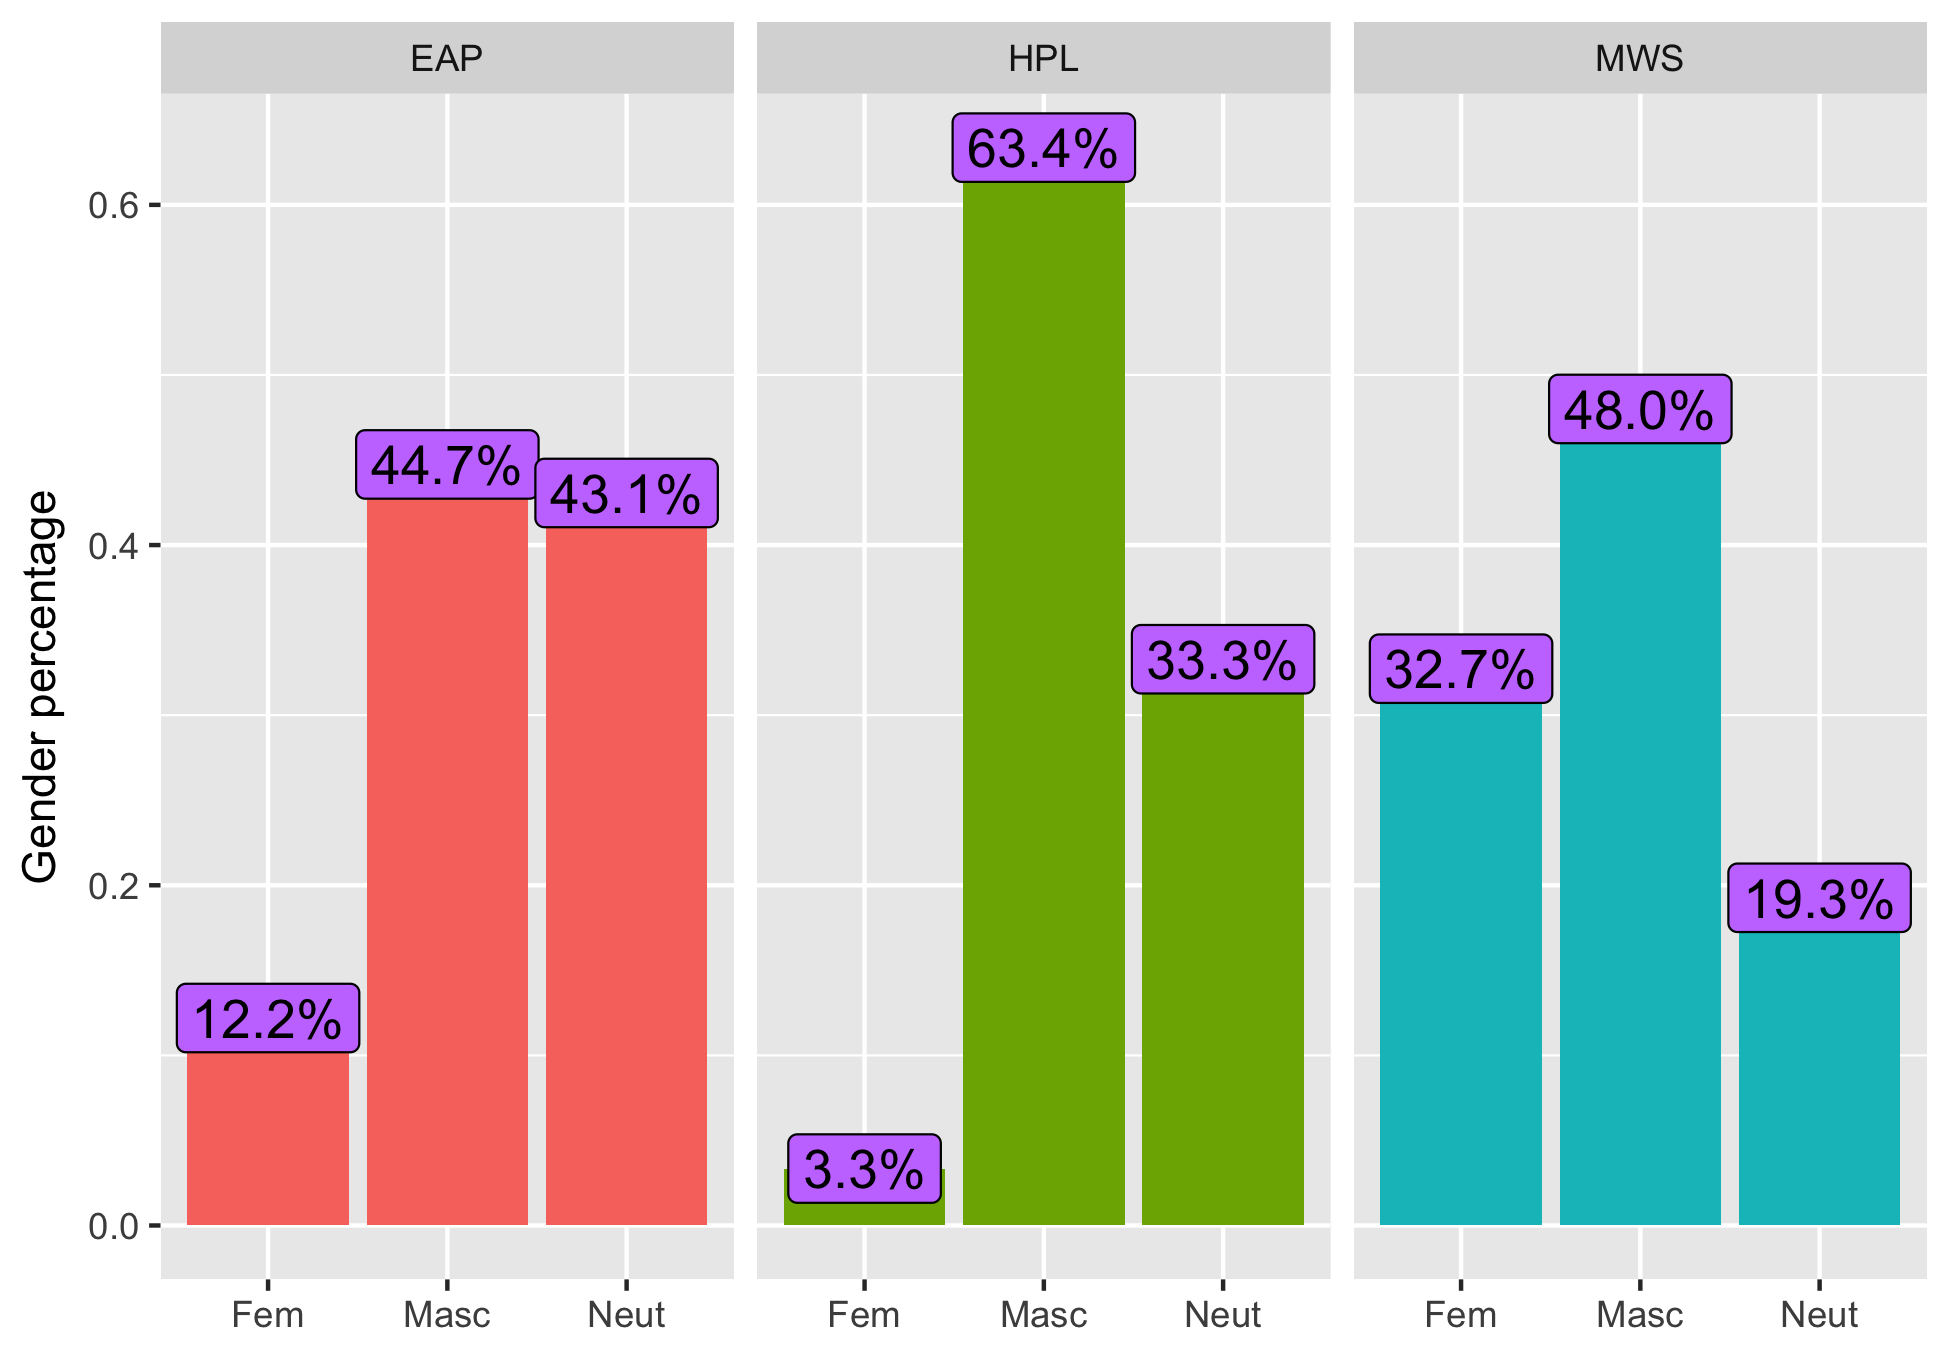 EAP
HPL
MWS
Gender percentage
0.6
0.4
0.2
0.0
12.2%
44.7%
43.1%
3.3%
63.4%
33.3%
32.7%
48.0%
19.3%
Fem Masc Neut
Fem Masc Neut
Fem Masc Neut